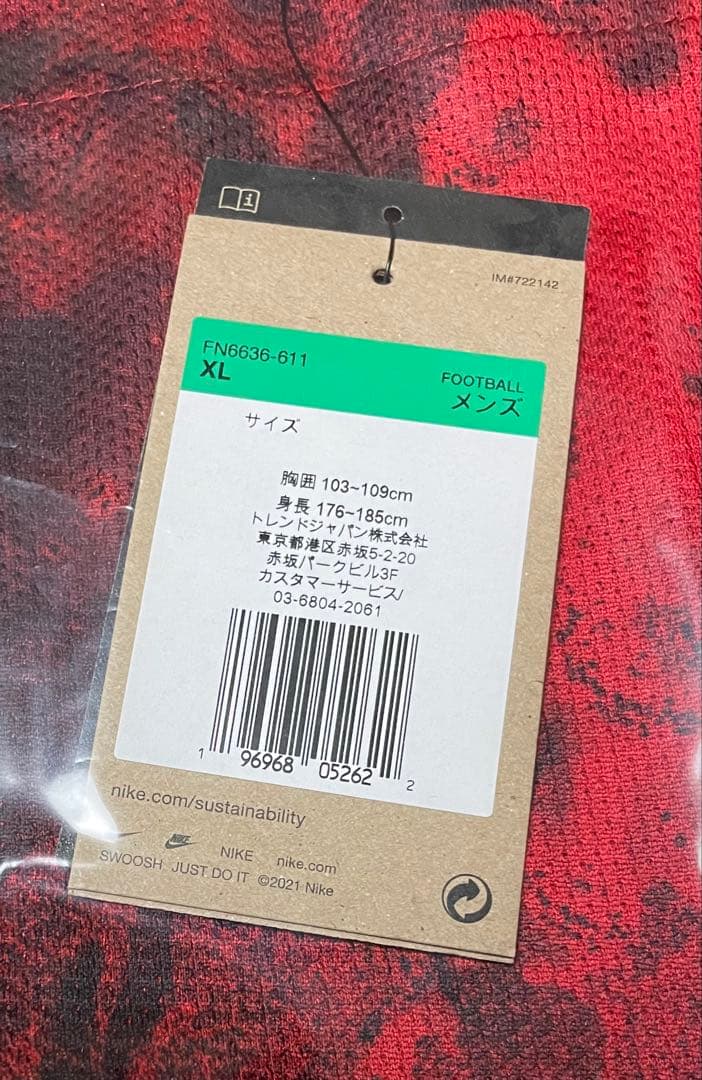 IM#722142
FN6636-611
XL
FOOTBALL
メンズ
サイズ
胸囲 103~109cm
身長 176~185cm
トレンドジャパン株式会社
東京都港区赤坂5-2-20
赤坂パークビル3F
カスタマーサービス/
03-6804-2061
1 96968 05262 2
nike.com/sustainability
NIKE NIKE nike.com
SWOOSH JUST DO IT ©2021 Nike